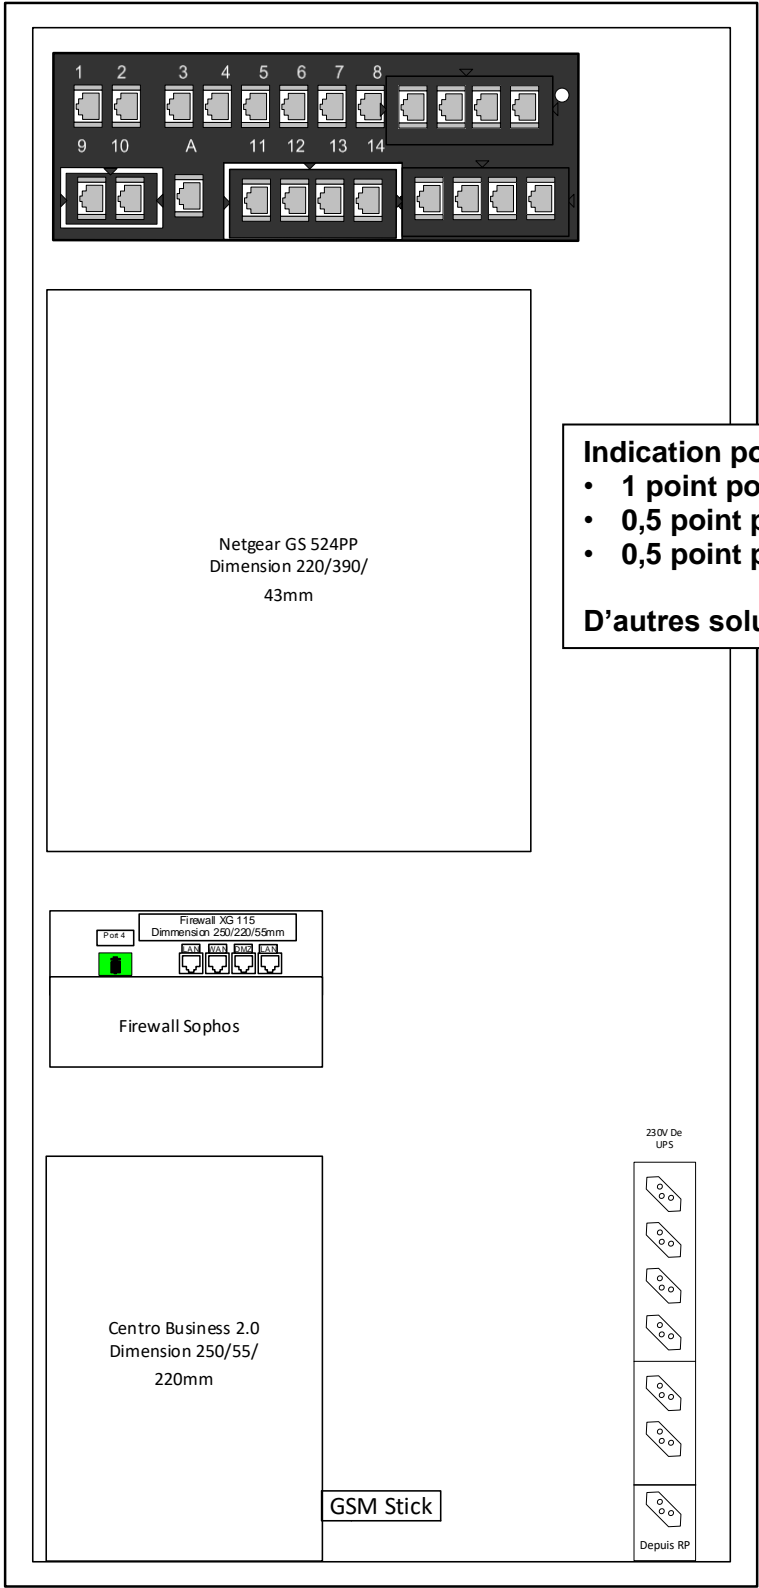 1 2 3 4 5 6 7 8
9 10 A 11 12 13 14
Netgear GS 524PP
Dimension 220/390/
43mm
Indication po
• 1 point po
• 0,5 point p
• 0,5 point p
D'autres solu
Firewall XG 115
Dimmension 250/220/55mm
Port 4
LAN WAN DMZ LAN
Firewall Sophos
230V De
UPS
Centro Business 2.0
Dimension 250/55/
220mm
GSM Stick
Depuis RP